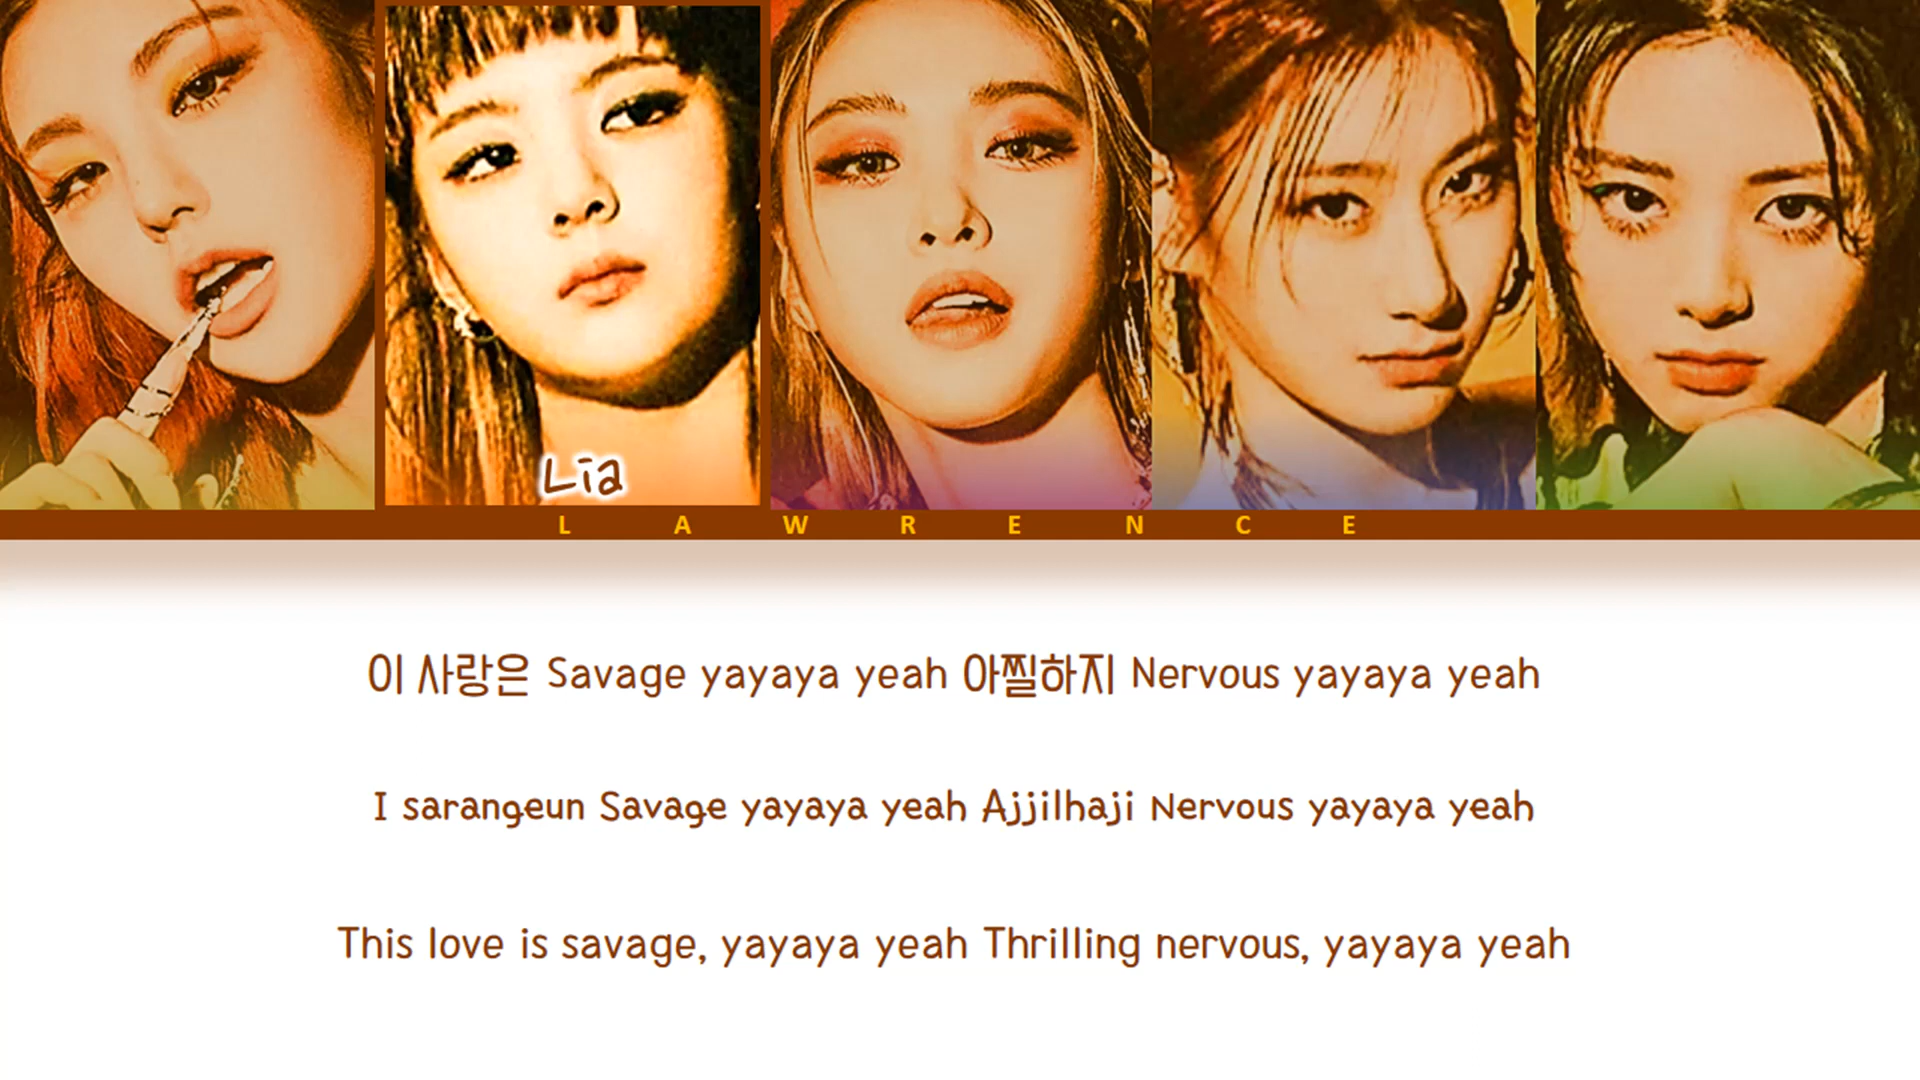 Lia
L A W R E N C E
이 사랑은 Savage yayaya yeah 아찔하지 Nervous yayaya yeah
I sarangeun Savage yayaya yeah Ajjilhaji Nervous yayaya yeah
This love is savage, yayaya yeah Thrilling nervous, yayaya yeah